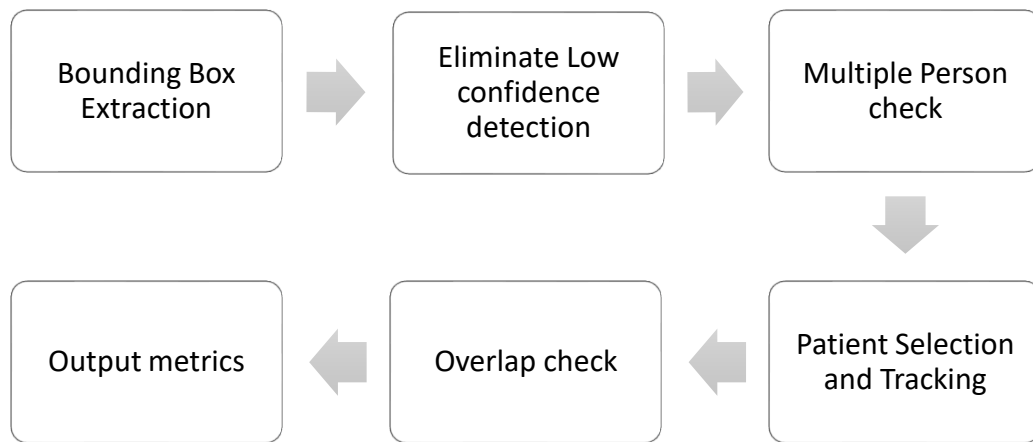 Bounding Box
Extraction
Eliminate Low
confidence
detection
Multiple Person
check
Patient Selection
and Tracking
Overlap check
Output metrics